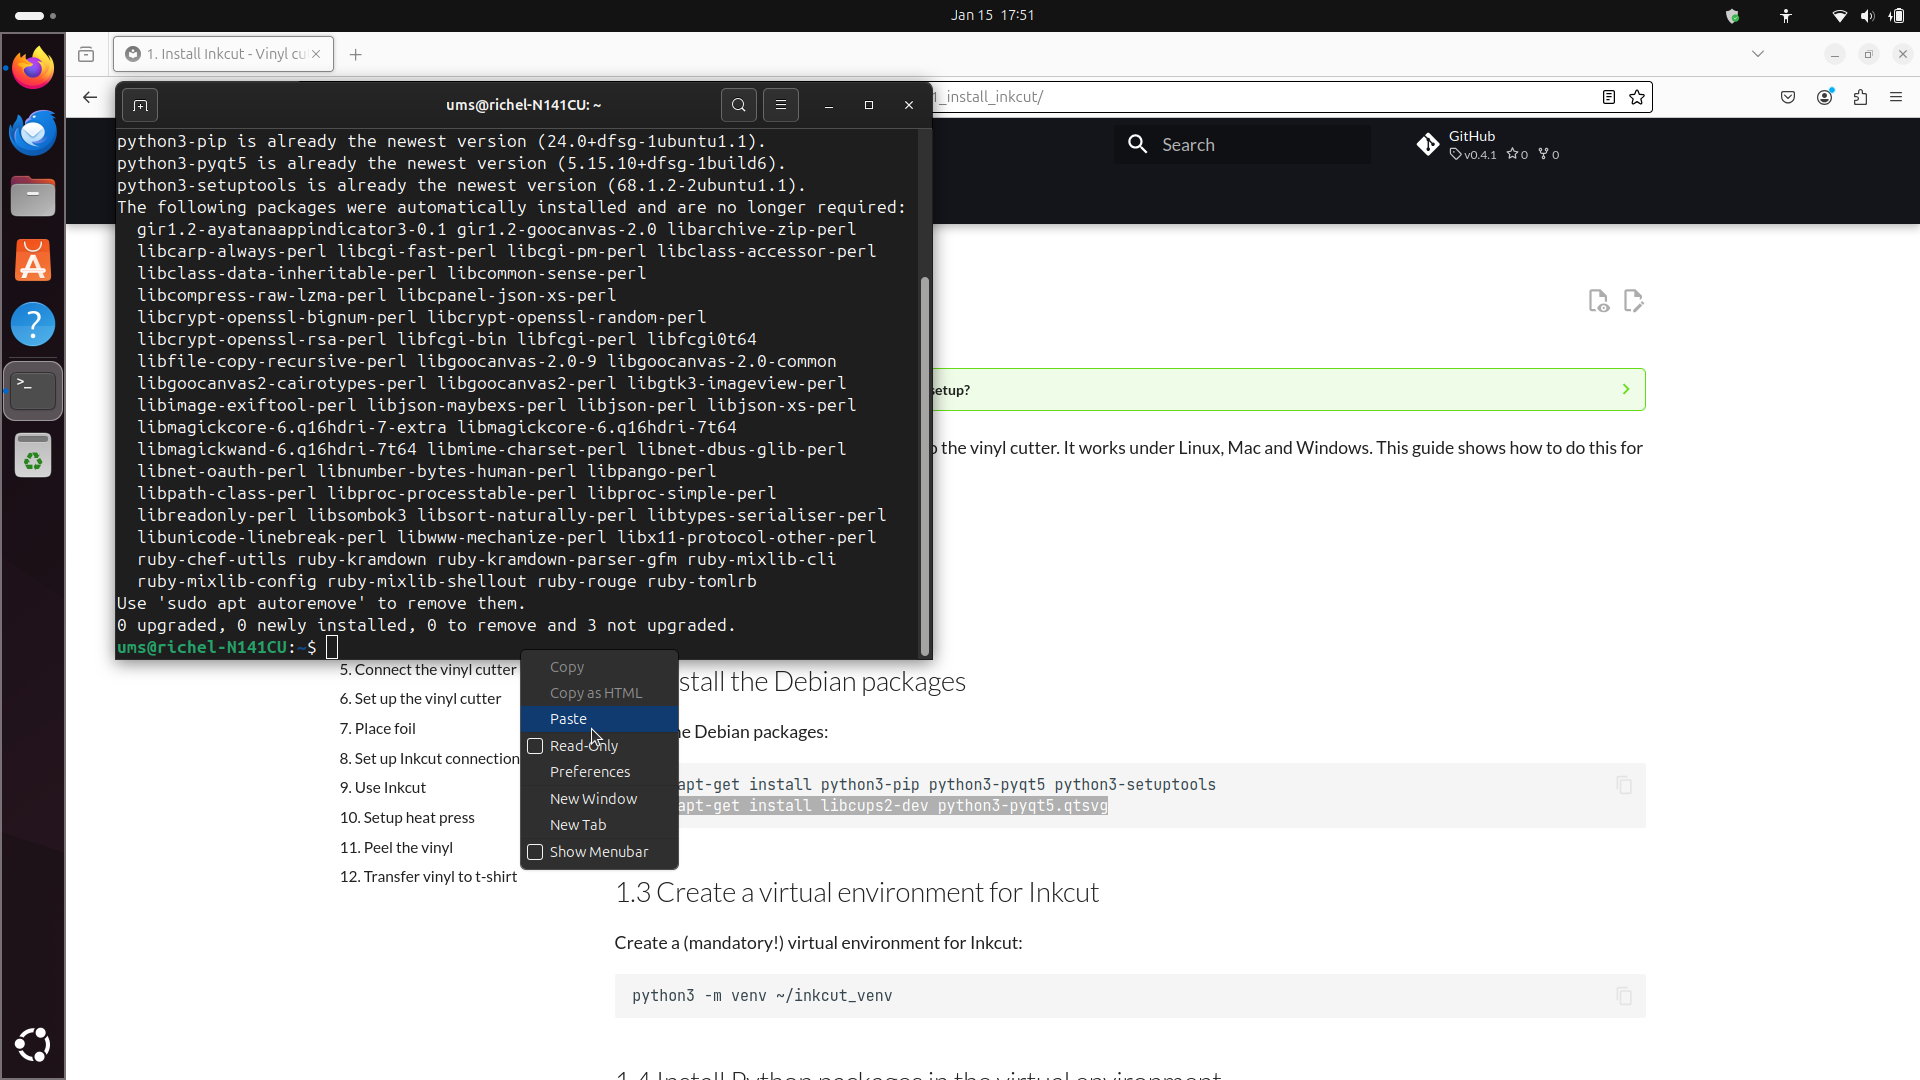 Jan 15 17:51
1. Install Inkcut - Vinyl cu
1_install_inkcut/
ums@richel-N141CU: ~
Search
GitHub
v0.4.1 0 0
python3-pip is already the newest version (24.0+dfsg-1ubuntu1.1).
python3-pyqt5 is already the newest version (5.15.10+dfsg-1build6).
python3-setuptools is already the newest version (68.1.2-2ubuntu1.1).
The following packages were automatically installed and are no longer required:
gir1.2-ayatanaappindicator3-0.1 gir1.2-goocanvas-2.0 libarchive-zip-perl
libcarp-always-perl libcgi-fast-perl libcgi-pm-perl libclass-accessor-perl
libclass-data-inheritable-perl libcommon-sense-perl
libcompress-raw-lzma-perl libcpanel-json-xs-perl
libcrypt-openssl-bignum-perl libcrypt-openssl-random-perl
libcrypt-openssl-rsa-perl libfcgi-bin libfcgi-perl libfcgi0t64
libfile-copy-recursive-perl libgoocanvas-2.0-9 libgoocanvas-2.0-common
libgoocanvas2-cairotypes-perl libgoocanvas2-perl libgtk3-imageview-perl
libimage-exiftool-perl libjson-maybexs-perl libjson-perl libjson-xs-perl
libmagickcore-6.q16hdri-7-extra libmagickcore-6.q16hdri-7t64
libmagickwand-6.q16hdri-7t64 libmime-charset-perl libnet-dbus-glib-perl
libnet-oauth-perl libnumber-bytes-human-perl libpango-perl
libpath-class-perl libproc-processtable-perl libproc-simple-perl
libreadonly-perl libsombok3 libsort-naturally-perl libtypes-serialiser-perl
libunicode-linebreak-perl libwww-mechanize-perl libx11-protocol-other-perl
ruby-chef-utils ruby-kramdown ruby-kramdown-parser-gfm ruby-mixlib-cli
ruby-mixlib-config ruby-mixlib-shellout ruby-rouge ruby-tomlrb
Use 'sudo apt autoremove' to remove them.
0 upgraded, 0 newly installed, 0 to remove and 3 not upgraded.
ums@richel-N141CU:~$
setup?
the vinyl cutter. It works under Linux, Mac and Windows. This guide shows how to do this for
5. Connect the vinyl cutter
6. Set up the vinyl cutter
7. Place foil
8. Set up Inkcut connection
9. Use Inkcut
10. Setup heat press
11. Peel the vinyl
12. Transfer vinyl to t-shirt
Copy
Copy as HTML
Paste
Read-Only
Preferences
New Window
New Tab
Show Menubar
stall the Debian packages
e Debian packages:
apt-get install python3-pip python3-pyqt5 python3-setuptools
apt-get install libcups2-dev python3-pyqt5.qtsvg
1.3 Create a virtual environment for Inkcut
Create a (mandatory!) virtual environment for Inkcut:
python3 -m venv ~/inkcut_venv
1.4 Install Python packages in the virtual environment